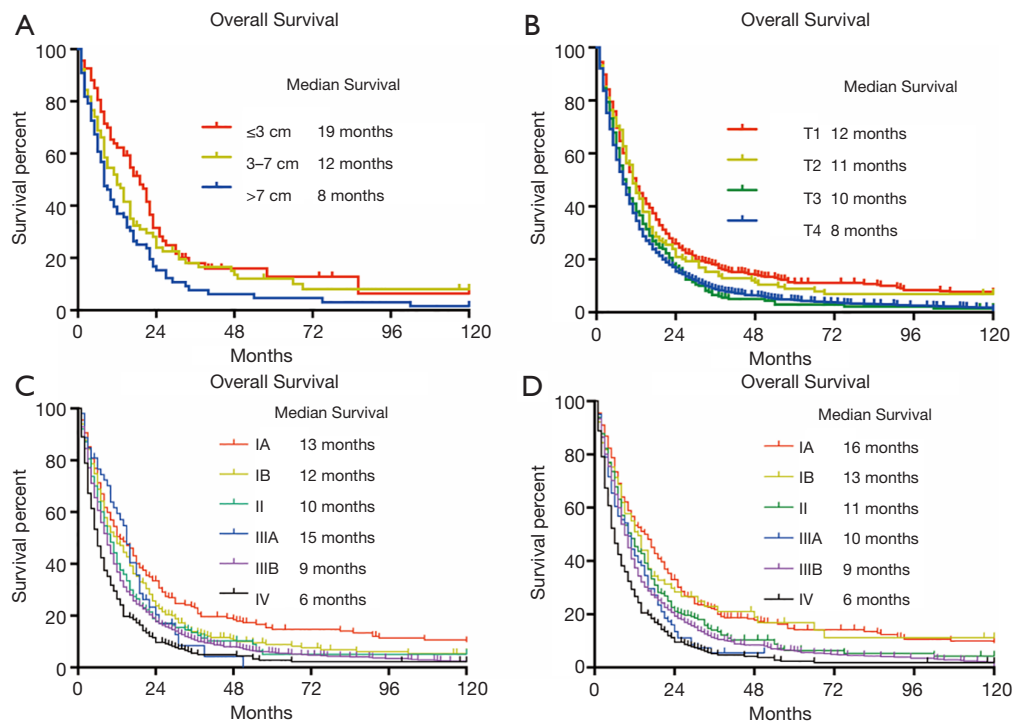 A
Overall Survival
Median Survival
≤3 cm 19 months
3–7 cm 12 months
>7 cm 8 months
Survival percent
100
80
60
40
20
0
0 24 48 72 96 120
Months
B
Overall Survival
Median Survival
T1 12 months
T2 11 months
T3 10 months
T4 8 months
Survival percent
100
80
60
40
20
0
0 24 48 72 96 120
Months
C
Overall Survival
Median Survival
IA 13 months
IB 12 months
II 10 months
IIIA 15 months
IIIB 9 months
IV 6 months
Survival percent
100
80
60
40
20
0
0 24 48 72 96 120
Months
D
Overall Survival
Median Survival
IA 16 months
IB 13 months
II 11 months
IIIA 10 months
IIIB 9 months
IV 6 months
Survival percent
100
80
60
40
20
0
0 24 48 72 96 120
Months